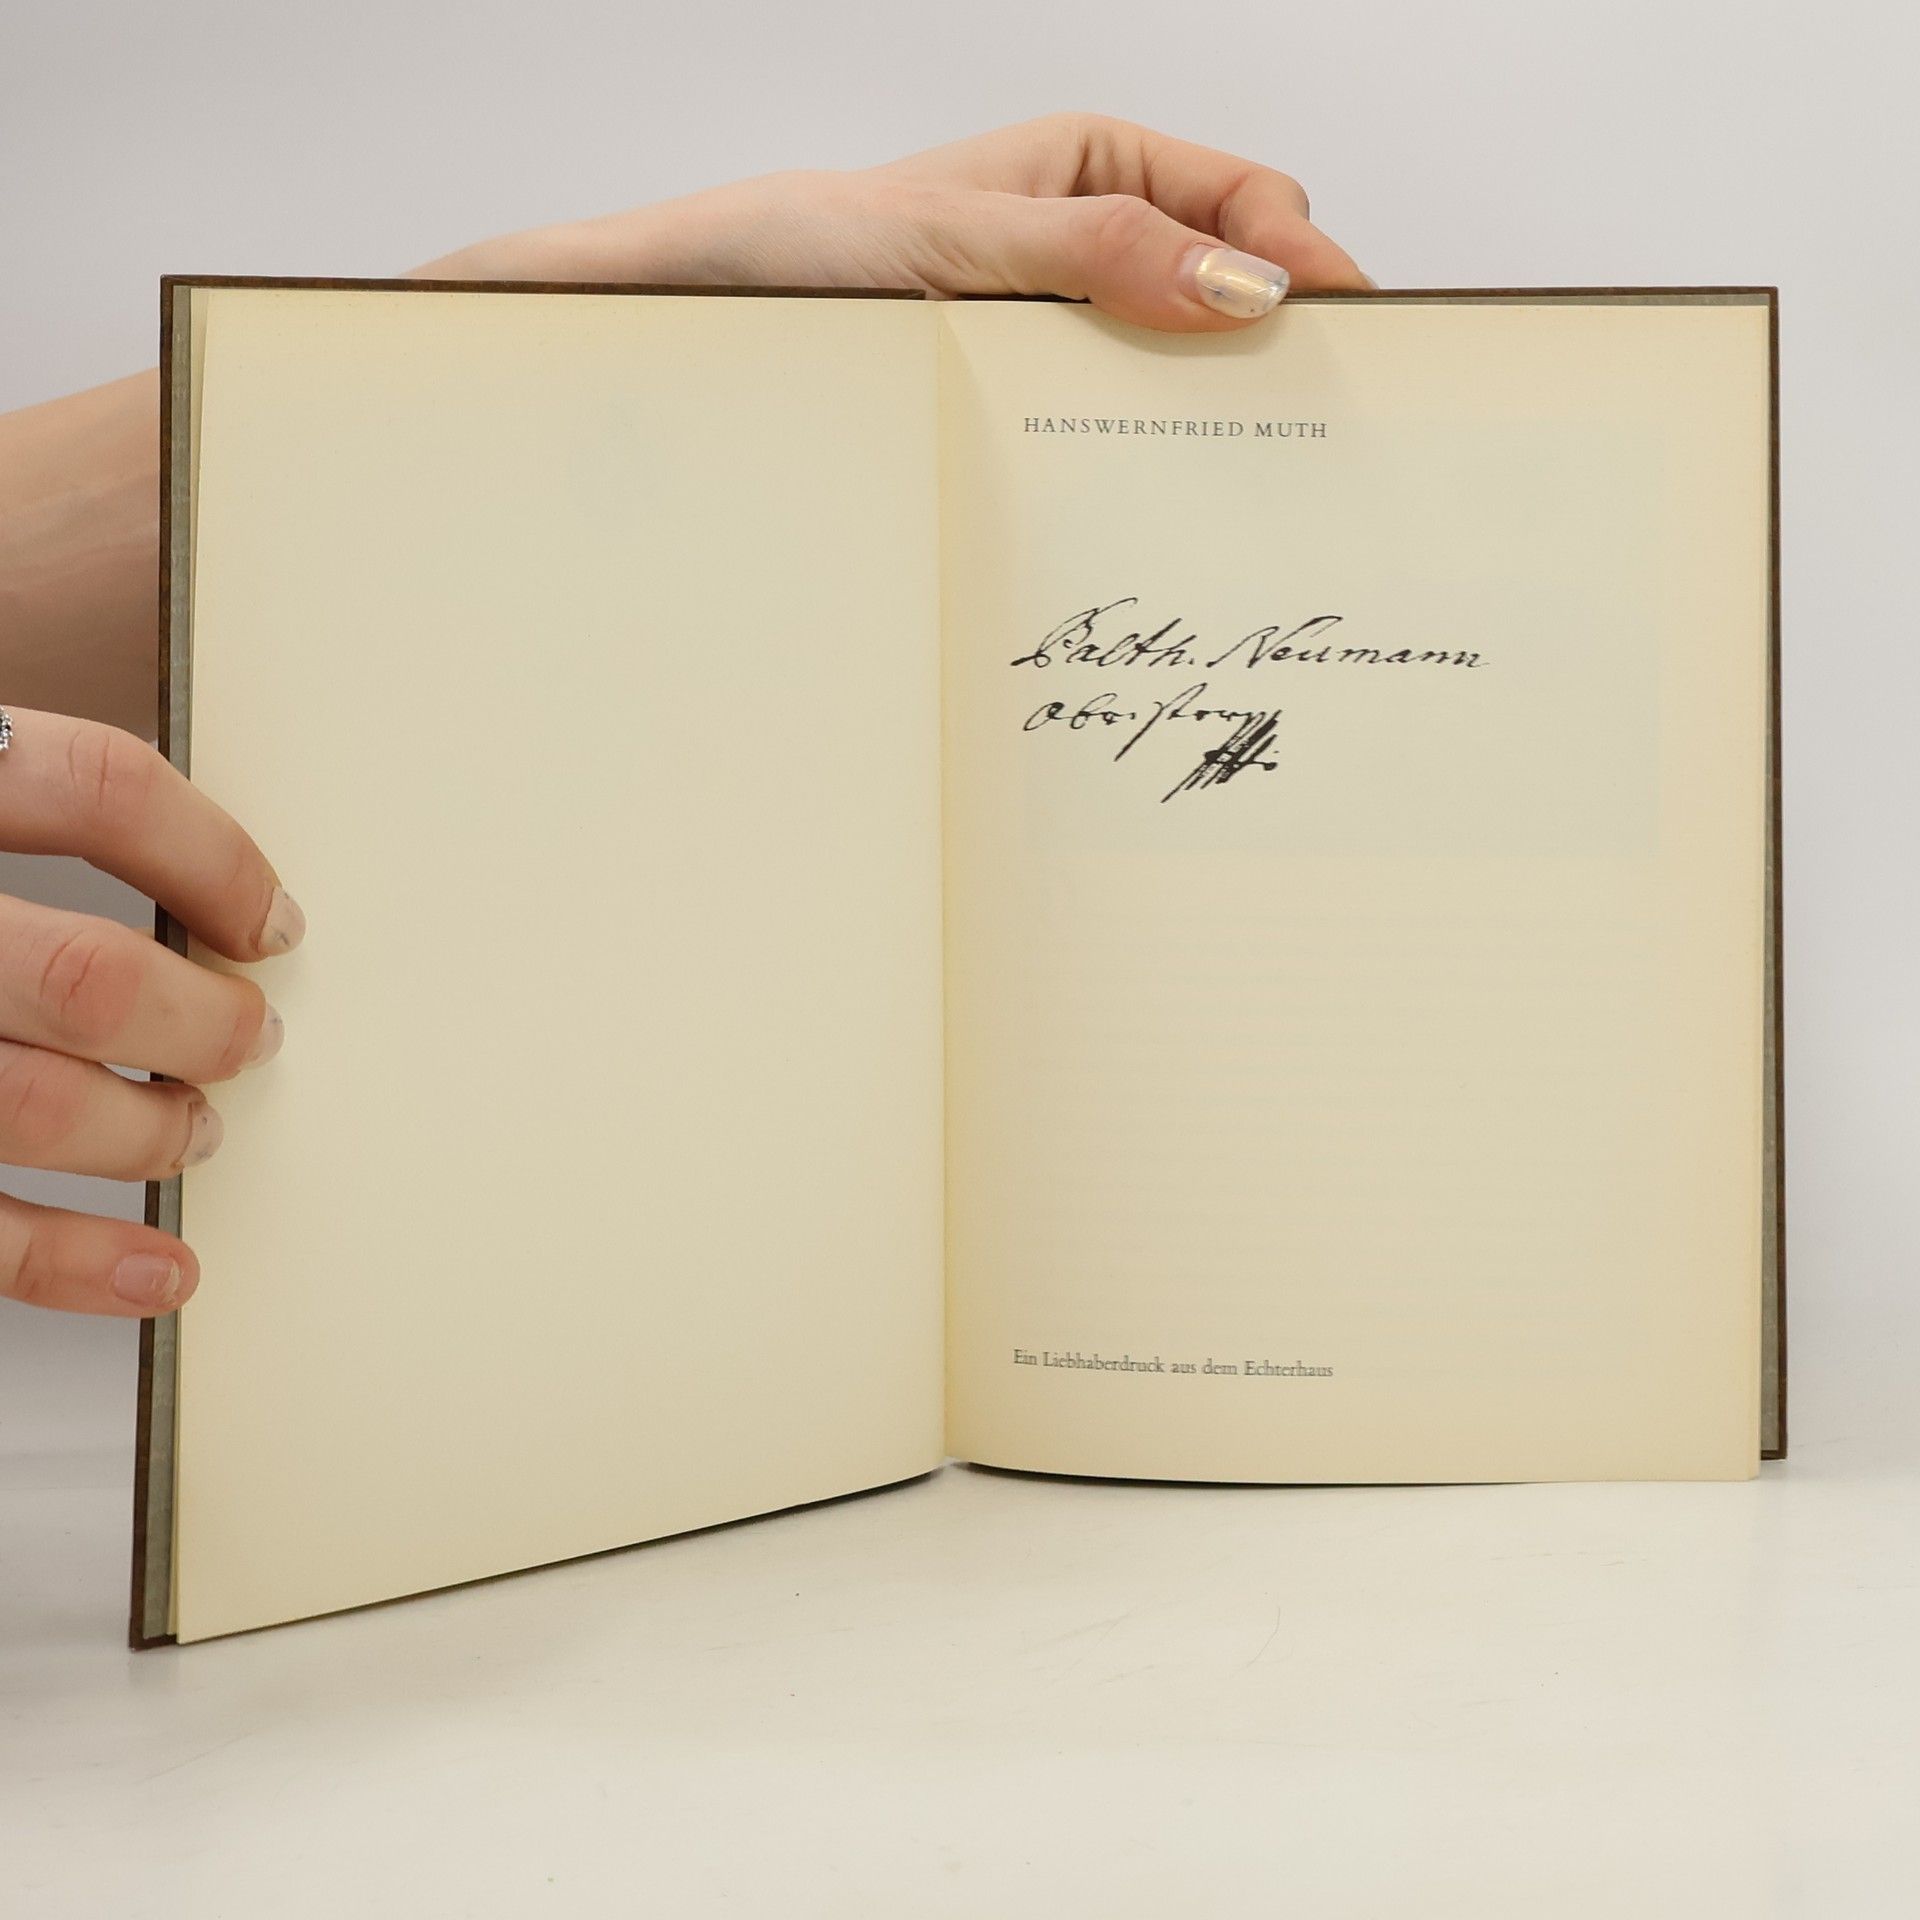 HANSWERNFRIED MUTH
Balth. Neumann
Ein Liebhaberdruck aus dem Echterhaus